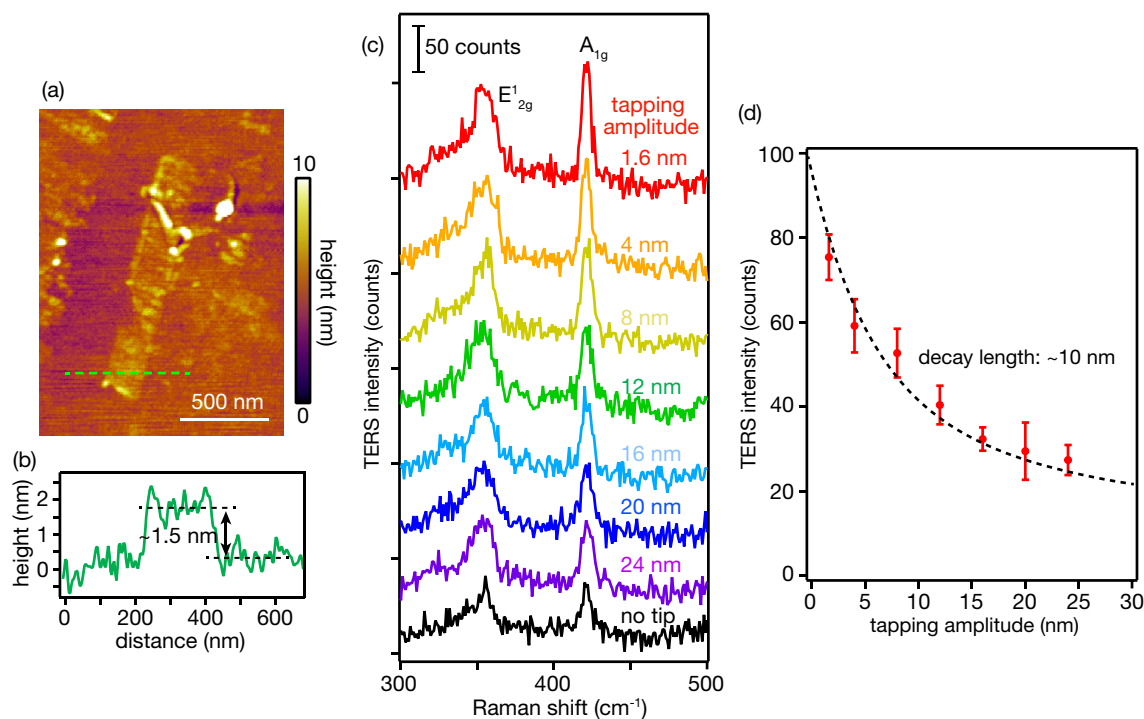 (a)
10
height (nm)
0
500 nm
(b)
height (nm)
2
1
0
~1.5 nm
0 200 400 600
distance (nm)
(c)
50 counts
E¹₂g
A₁g
tapping
amplitude
1.6 nm
4 nm
8 nm
12 nm
16 nm
20 nm
24 nm
no tip
TERS intensity (counts)
300 400 500
Raman shift (cm⁻¹)
(d)
TERS intensity (counts)
100
80
60
40
20
0
decay length: ~10 nm
0 5 10 15 20 25 30
tapping amplitude (nm)